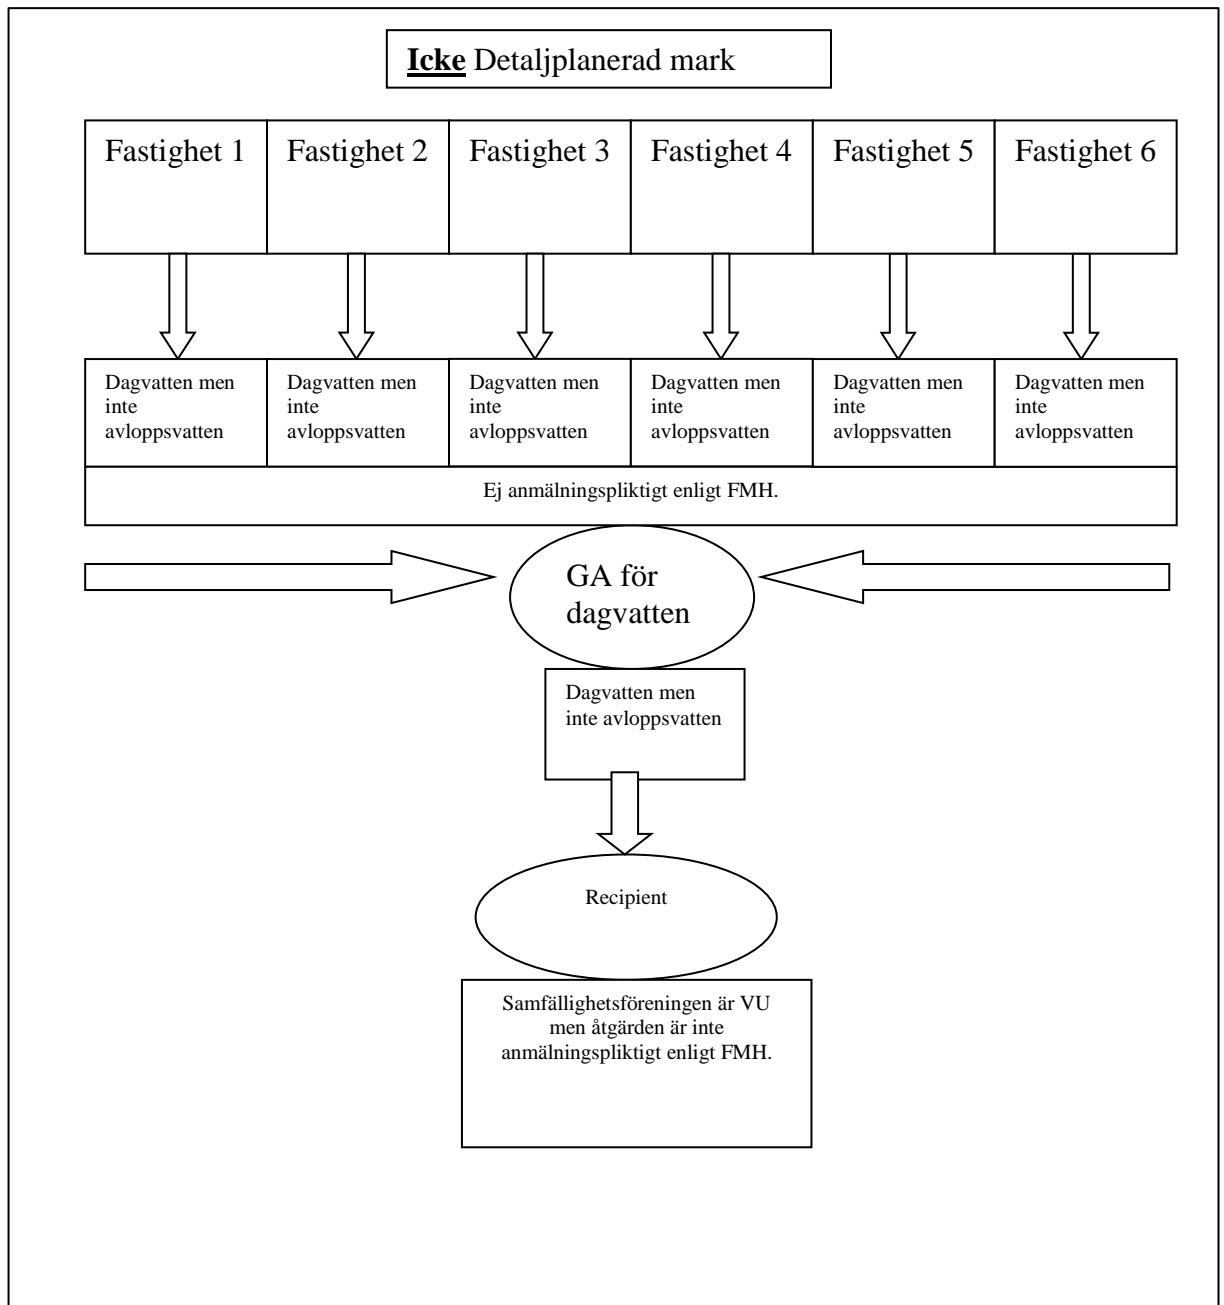 Icke Detaljplanerad mark
Fastighet 1
Fastighet 2
Fastighet 3
Fastighet 4
Fastighet 5
Fastighet 6
Dagvatten men
inte
avloppsvatten
Dagvatten men
inte
avloppsvatten
Dagvatten men
inte
avloppsvatten
Dagvatten men
inte
avloppsvatten
Dagvatten men
inte
avloppsvatten
Dagvatten men
inte
avloppsvatten
Ej anmälningspliktigt enligt FMH.
GA för
dagvatten
Dagvatten men
inte avloppsvatten
Recipient
Samfällighetsföreningen är VU
men åtgärden är inte
anmälningspliktigt enligt FMH.